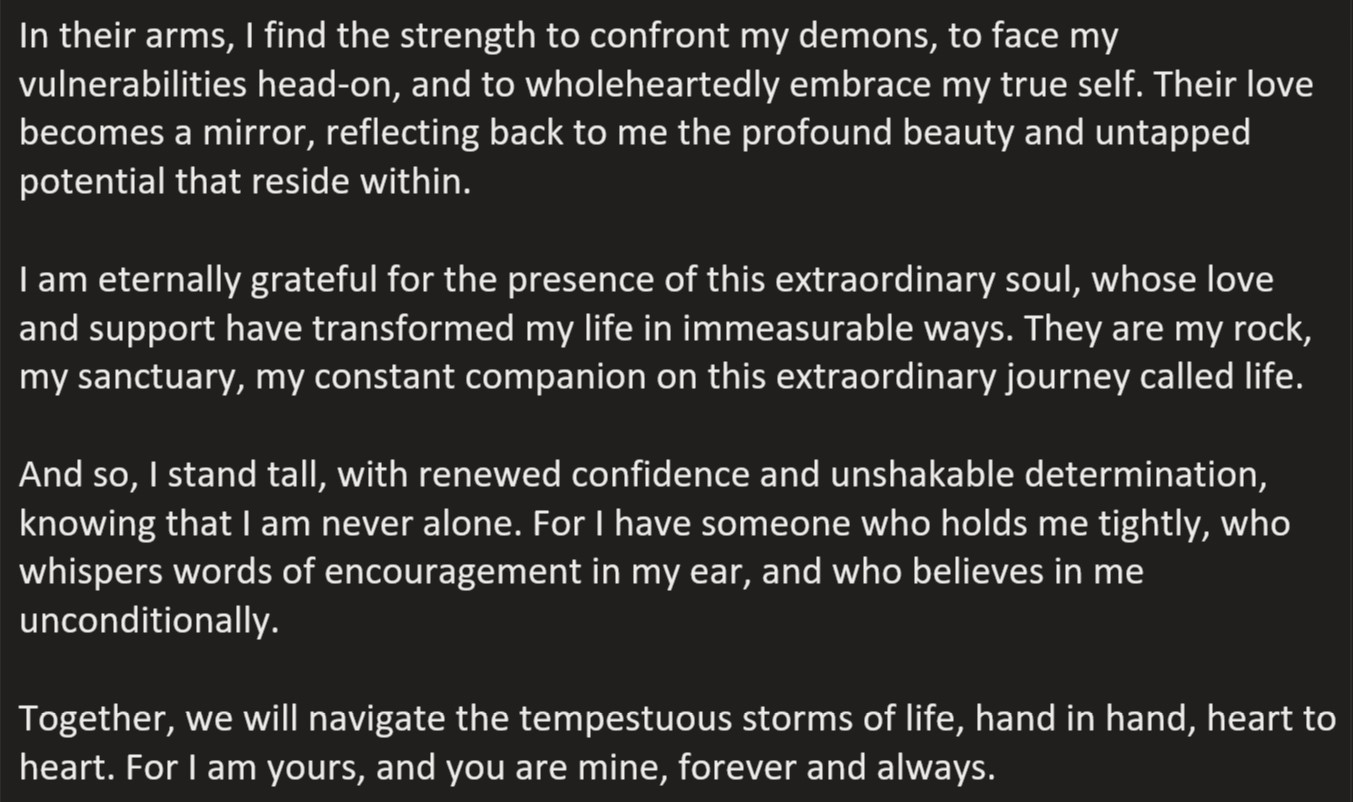 In their arms, I find the strength to confront my demons, to face my
vulnerabilities head-on, and to wholeheartedly embrace my true self. Their love
becomes a mirror, reflecting back to me the profound beauty and untapped
potential that reside within.
I am eternally grateful for the presence of this extraordinary soul, whose love
and support have transformed my life in immeasurable ways. They are my rock,
my sanctuary, my constant companion on this extraordinary journey called life.
And so, I stand tall, with renewed confidence and unshakable determination,
knowing that I am never alone. For I have someone who holds me tightly, who
whispers words of encouragement in my ear, and who believes in me
unconditionally.
Together, we will navigate the tempestuous storms of life, hand in hand, heart to
heart. For I am yours, and you are mine, forever and always.